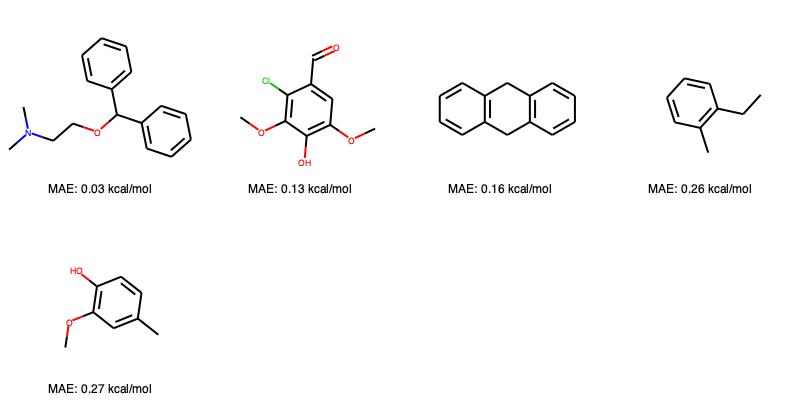 O
Cl
N
O
O
O
OH
MAE: 0.03 kcal/mol
MAE: 0.13 kcal/mol
MAE: 0.16 kcal/mol
MAE: 0.26 kcal/mol
HO
O
MAE: 0.27 kcal/mol